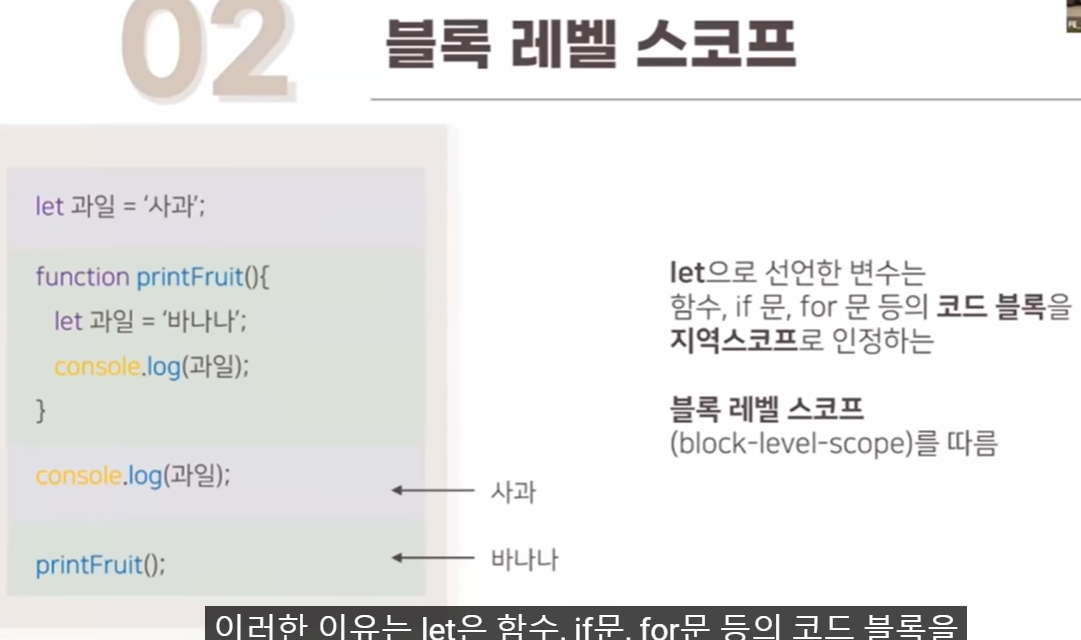 02
블록 레벨 스코프
let 과일 = ‘사과’;
function printFruit(){
let 과일 = ‘바나나’;
console.log(과일);
}
console.log(과일);
사과
printFruit();
바나나
let으로 선언한 변수는
함수, if 문, for 문 등의 코드 블록을
지역스코프로 인정하는
블록 레벨 스코프
(block-level-scope)를 따름
이러한 이유는 let은 함수, if문, for문 등의 코드 블록을